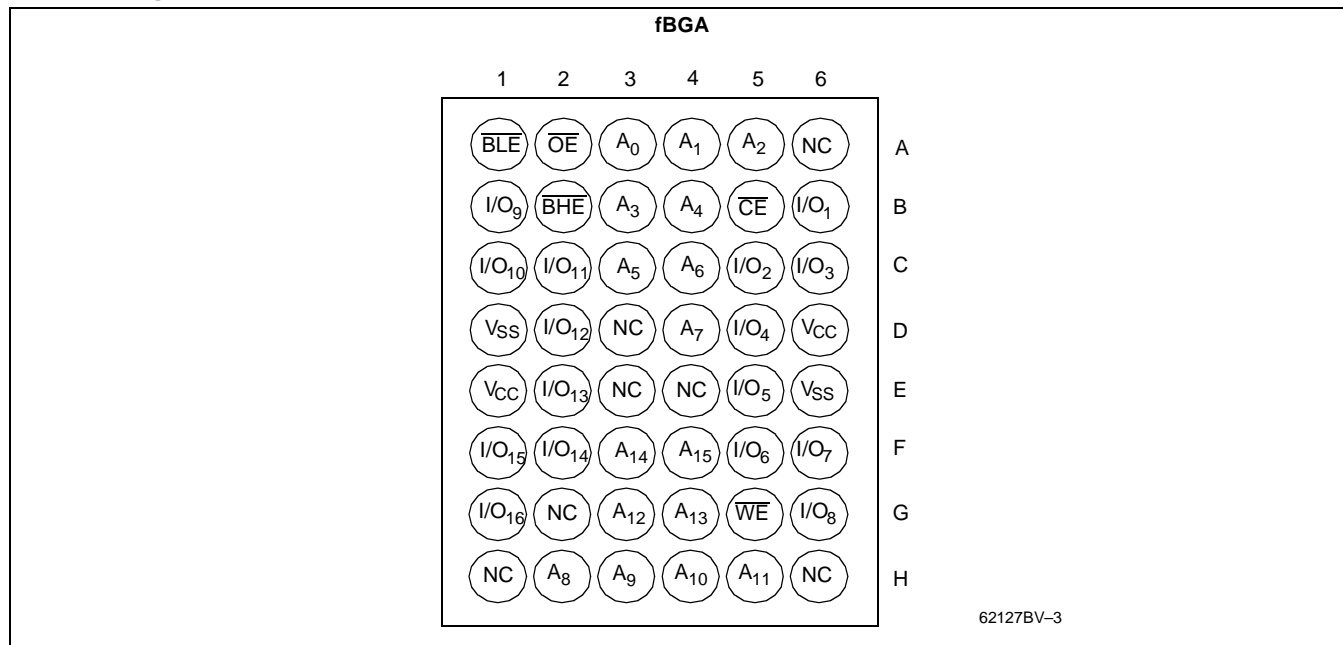 fBGA
1 2 3 4 5 6
BLE OE A0 A1 A2 NC A
I/O9 BHE A3 A4 CE I/O1 B
I/O10 I/O11 A5 A6 I/O2 I/O3 C
VSS I/O12 NC A7 I/O4 VCC D
VCC I/O13 NC NC I/O5 VSS E
I/O15 I/O14 A14 A15 I/O6 I/O7 F
I/O16 NC A12 A13 WE I/O8 G
NC A8 A9 A10 A11 NC H
62127BV–3